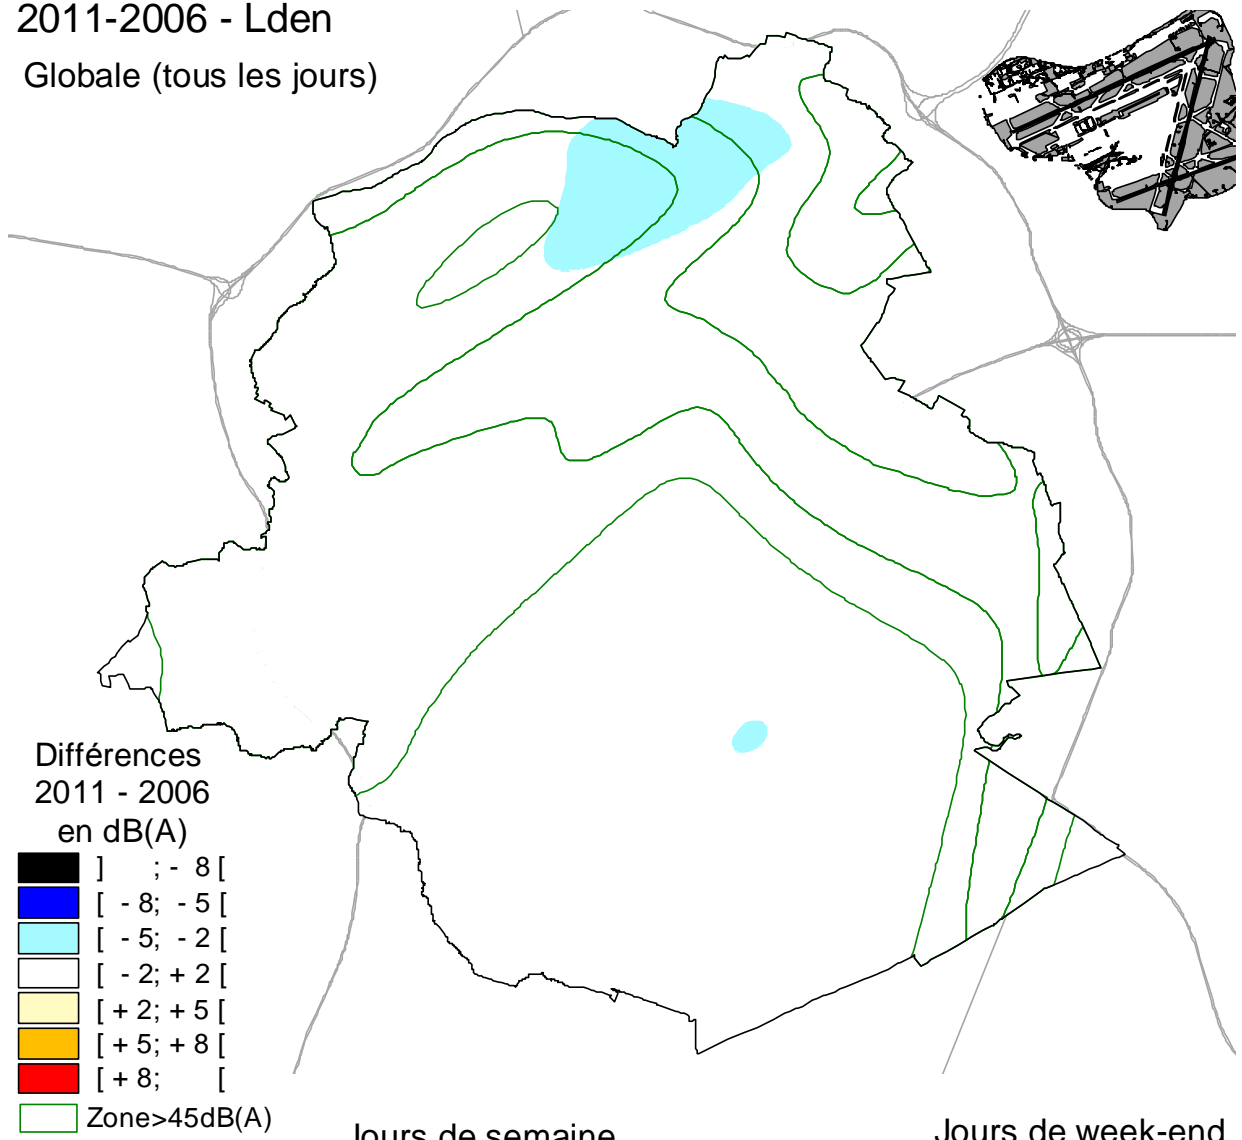 2011-2006 - Lden
Globale (tous les jours)
Différences
2011 - 2006
en dB(A)
] ; - 8 [
[ - 8; - 5 [
[ - 5; - 2 [
[ - 2; + 2 [
[ + 2; + 5 [
[ + 5; + 8 [
[ + 8; [
Zone>45dB(A)
Jours de semaine
Jours de week-end